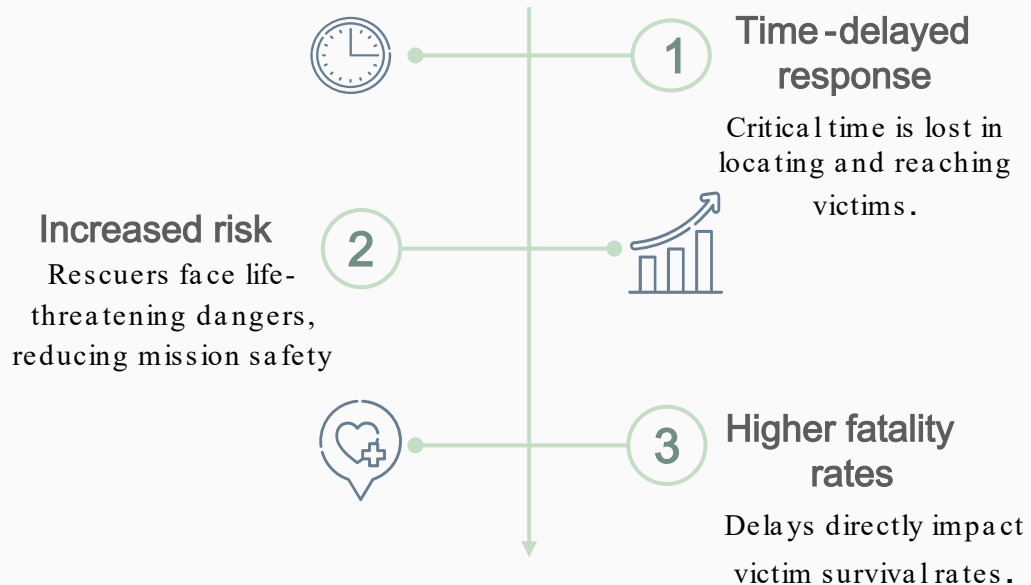 1
Time-delayed
response
Critical time is lost in
locating and reaching
victims.
Increased risk
2
Rescuers face life-
threatening dangers,
reducing mission safety
3
Higher fatality
rates
Delays directly impact
victim survival rates.